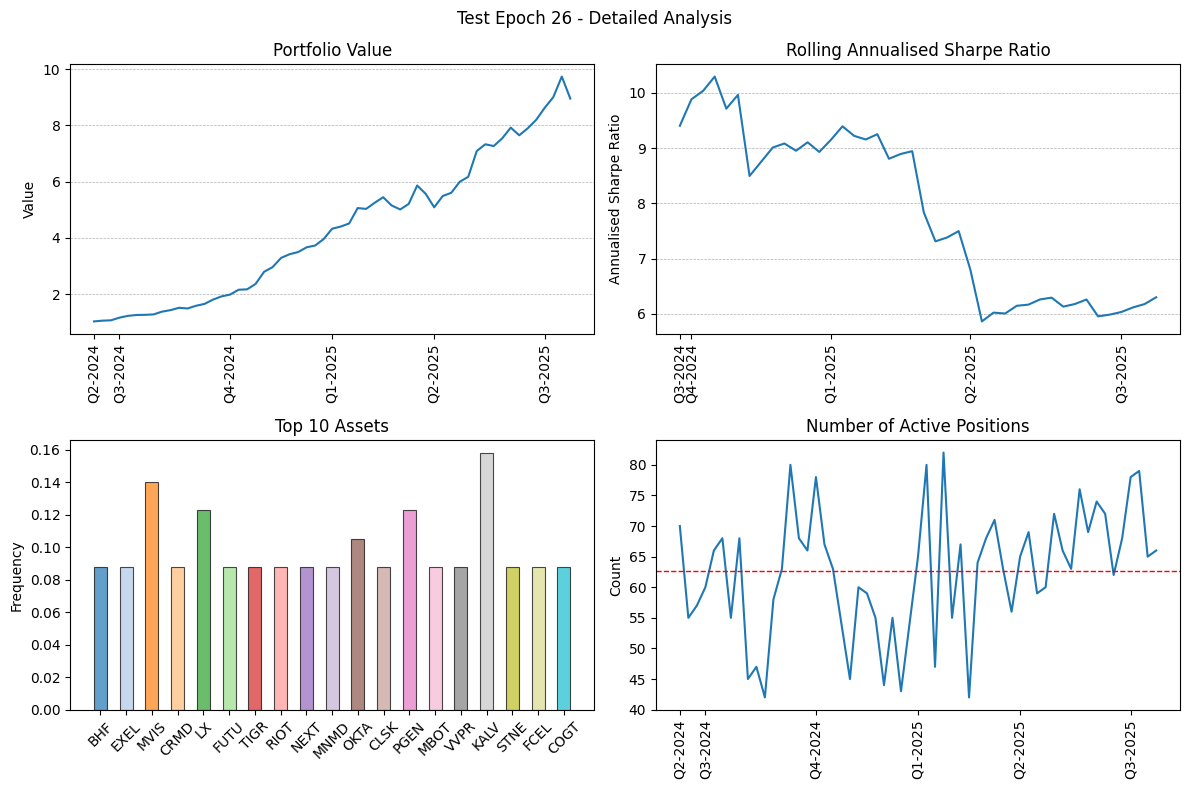 Test Epoch 26 - Detailed Analysis
Portfolio Value
10
8
6
4
2
Value
Q2-2024
Q3-2024
Q4-2024
Q1-2025
Q2-2025
Q3-2025
Rolling Annualised Sharpe Ratio
10
9
8
7
6
Annualised Sharpe Ratio
Q3-2024
Q4-2024
Q1-2025
Q2-2025
Q3-2025
Top 10 Assets
0.16
0.14
0.12
0.10
0.08
0.06
0.04
0.02
0.00
Frequency
BHF
EXEL
MVIS
CRMD
LX
FUTU
TIGR
RIOT
NEXT
MNMD
OKTA
CLSK
PGEN
MBOT
VVPR
KALV
STNE
FCEL
COGT
Number of Active Positions
80
75
70
65
60
55
50
45
40
Count
Q2-2024
Q3-2024
Q4-2024
Q1-2025
Q2-2025
Q3-2025